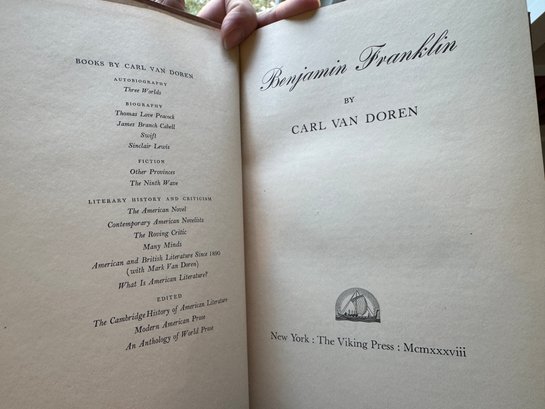 BOOKS BY CARL VAN DOREN
AUTOBIOGRAPHY
Three Worlds
BIOGRAPHY
Thomas Love Peacock
James Branch Cabell
Swift
Sinclair Lewis
FICTION
Other Provinces
The Ninth Wave
LITERARY HISTORY AND CRITICISM
The American Novel
Contemporary American Novelists
The Roving Critic
Many Minds
American and British Literature Since 1890
(with Mark Van Doren)
What Is American Literature?
EDITED
The Cambridge History of American Literature
Modern American Prose
An Anthology of World Prose
Benjamin Franklin
BY
CARL VAN DOREN
New York : The Viking Press : Mcmxxxviii